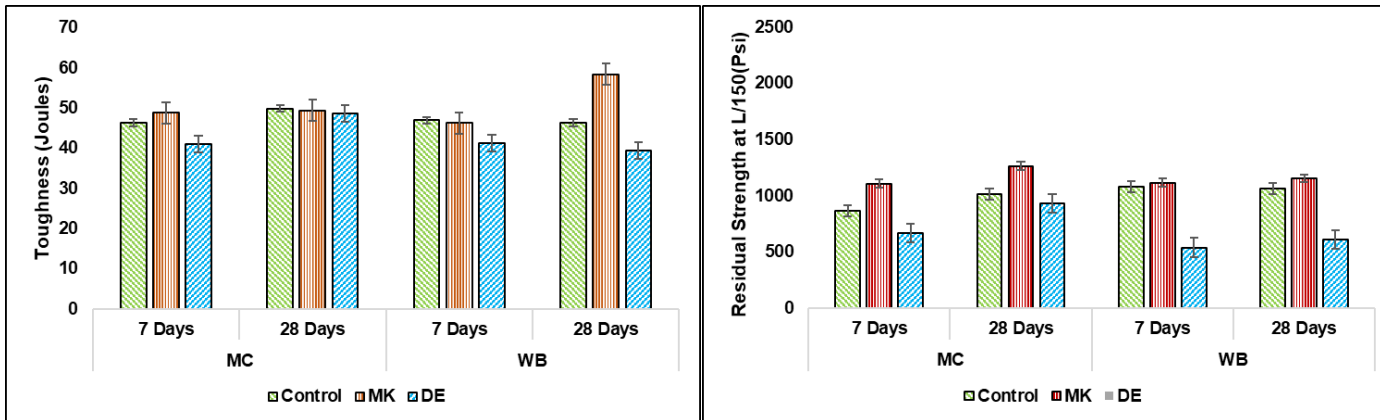 Toughness (Joules)
70
60
50
40
30
20
10
0
7 Days 28 Days 7 Days 28 Days
MC WB
Control MK DE
Residual Strength at L/150(Psi)
2500
2000
1500
1000
500
0
7 Days 28 Days 7 Days 28 Days
MC WB
Control MK DE